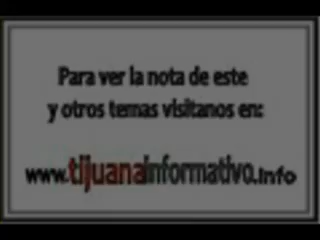 Para ver la nota de este
y otros temas visitanos en:
www.tijuanainformativo.info